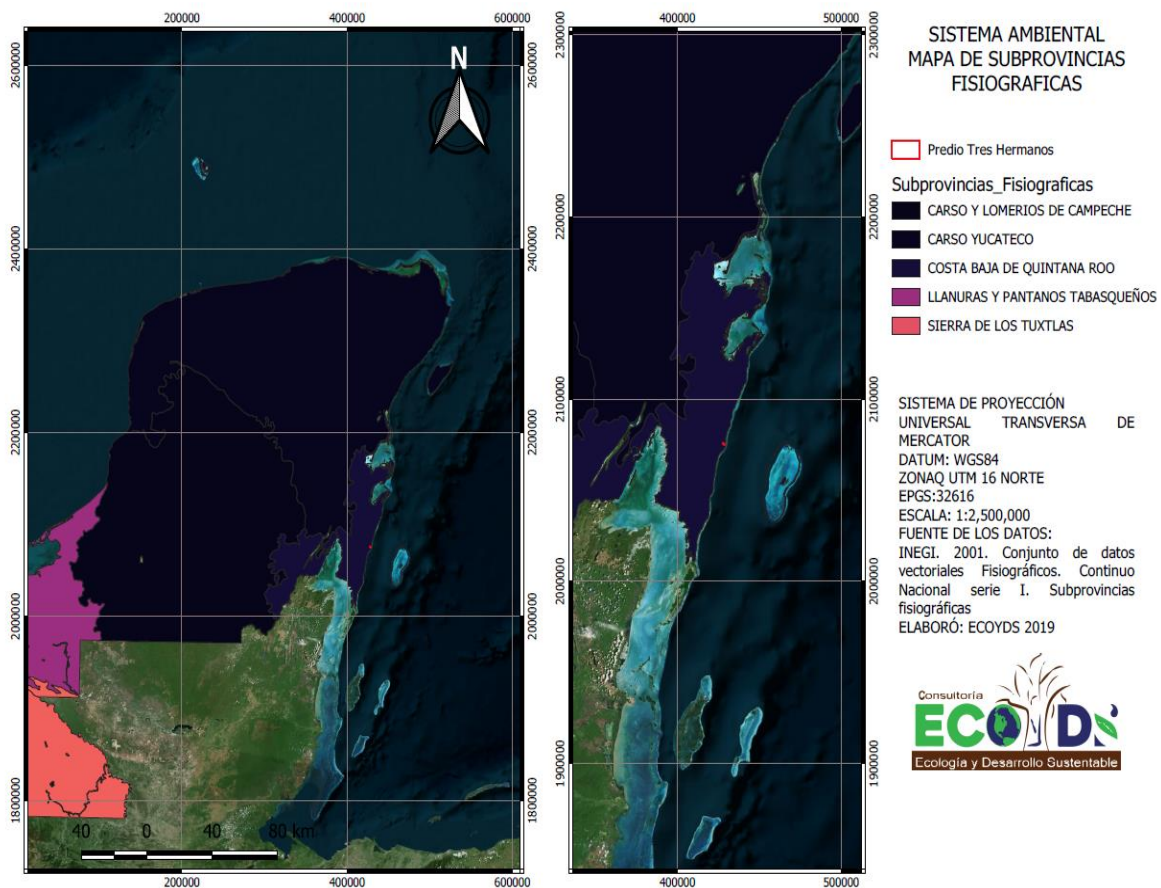 200000 400000 600000
400000 500000
SISTEMA AMBIENTAL
MAPA DE SUBPROVINCIAS
FISIOGRAFICAS
Predio Tres Hermanos
Subprovincias_Fisiograficas
CARSO Y LOMERIOS DE CAMPECHE
CARSO YUCATECO
COSTA BAJA DE QUINTANA ROO
LLANURAS Y PANTANOS TABASQUEÑOS
SIERRA DE LOS TUXTLAS
SISTEMA DE PROYECCIÓN
UNIVERSAL TRANSVERSA DE
MERCATOR
DATUM: WGS84
ZONAQ UTM 16 NORTE
EPGS:32616
ESCALA: 1:2,500,000
FUENTE DE LOS DATOS:
INEGI. 2001. Conjunto de datos
vectoriales Fisiográficos. Continuo
Nacional serie I. Subprovincias
fisiográficas
ELABORÓ: ECOYDS 2019
Consultoría
ECOYDS
Ecología y Desarrollo Sustentable
N
2600000
2400000
2200000
2000000
1800000
2600000
2400000
2200000
2000000
1800000
2300000
2200000
2100000
2000000
1900000
2300000
2200000
2100000
2000000
1900000
40 0 40 80 km
200000 400000 600000
400000 500000